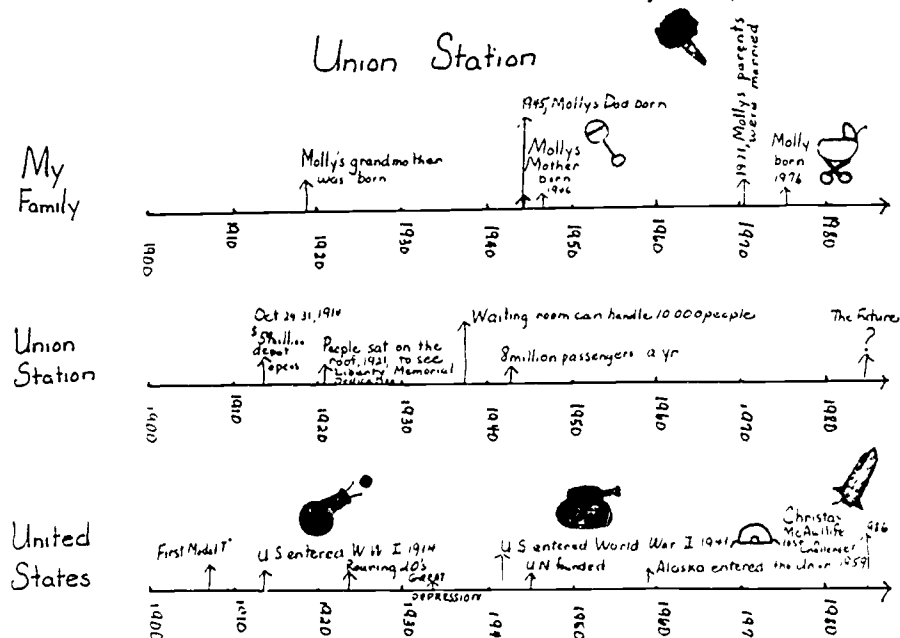 Union Station
My
Family
Molly's grandmother
was born
1945, Mollys Dad born
Mollys
Mother
born
1946
1971, Mollys parents
were married
Molly
born
1976
1900 1910 1920 1930 1940 1950 1960 1970 1980
Union
Station
Oct 29 31, 1914
depot
opens
People sat on the
roof, 1921, to see
Liberty Memorial
Waiting room can handle 10 000 people
8 million passengers a yr
The Future
?
1900 1910 1920 1930 1940 1950 1960 1970 1980
United
States
First Model T
U S entered W W I 1914
Roaring 20's
Great
Depression
U S entered World War I 1941
U N founded
Alaska entered the Union 1959
Christa
McAuliffe
lost
Challenger
1986
1900 1910 1920 1930 194 1950 1960 197 1980